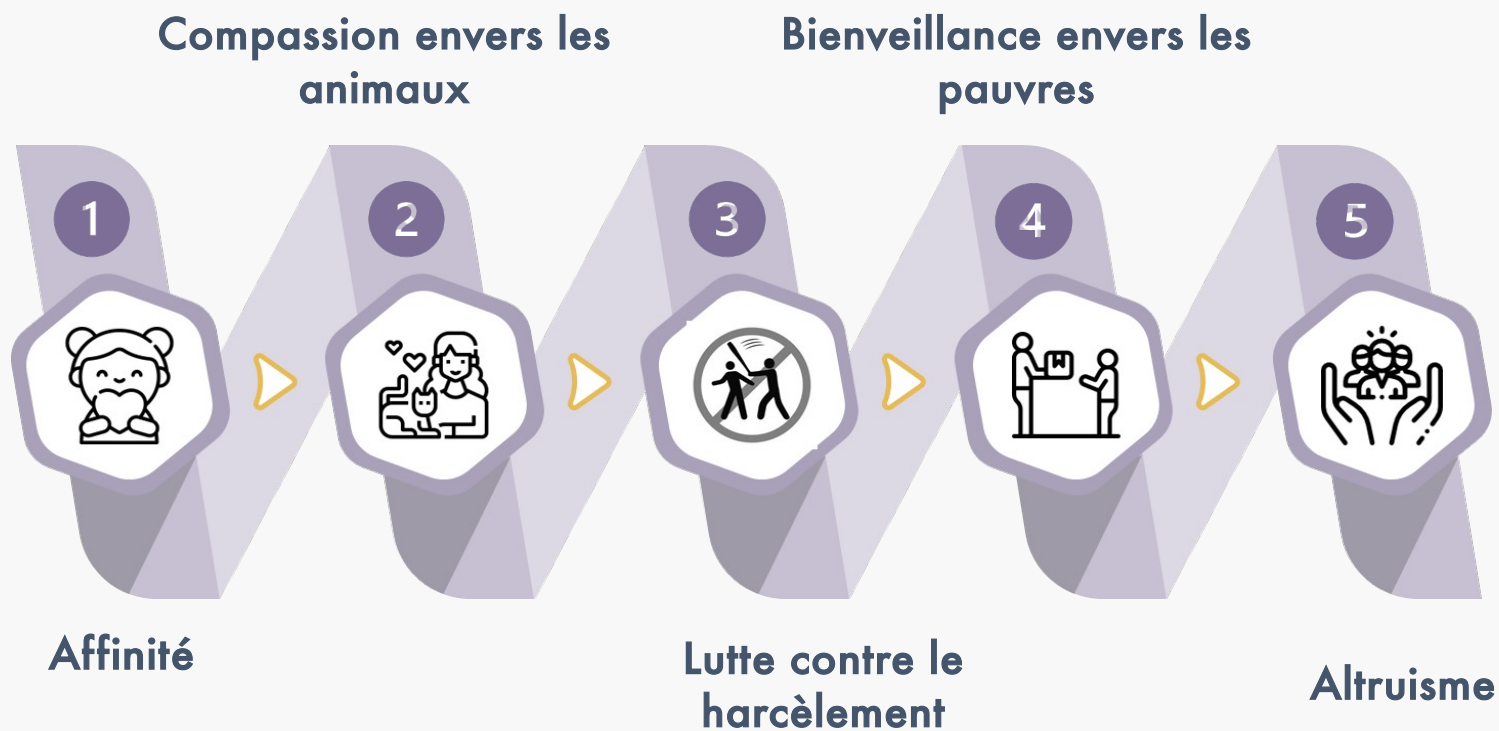 Compassion envers les
animaux
Bienveillance envers les
pauvres
1
2
3
4
5
Affinité
Lutte contre le
harcèlement
Altruisme